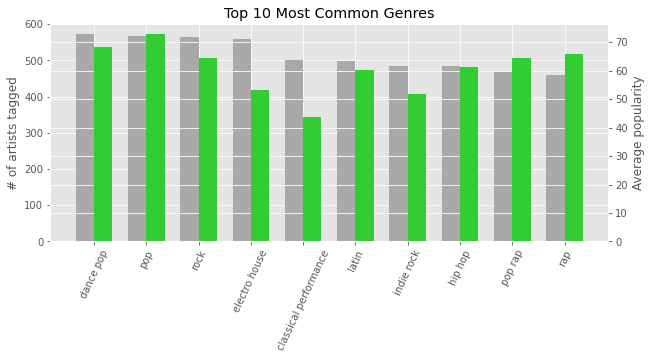 Top 10 Most Common Genres
# of artists tagged
600
500
400
300
200
100
0
Average popularity
70
60
50
40
30
20
10
0
dance pop
pop
rock
electro house
classical performance
latin
indie rock
hip hop
pop rap
rap